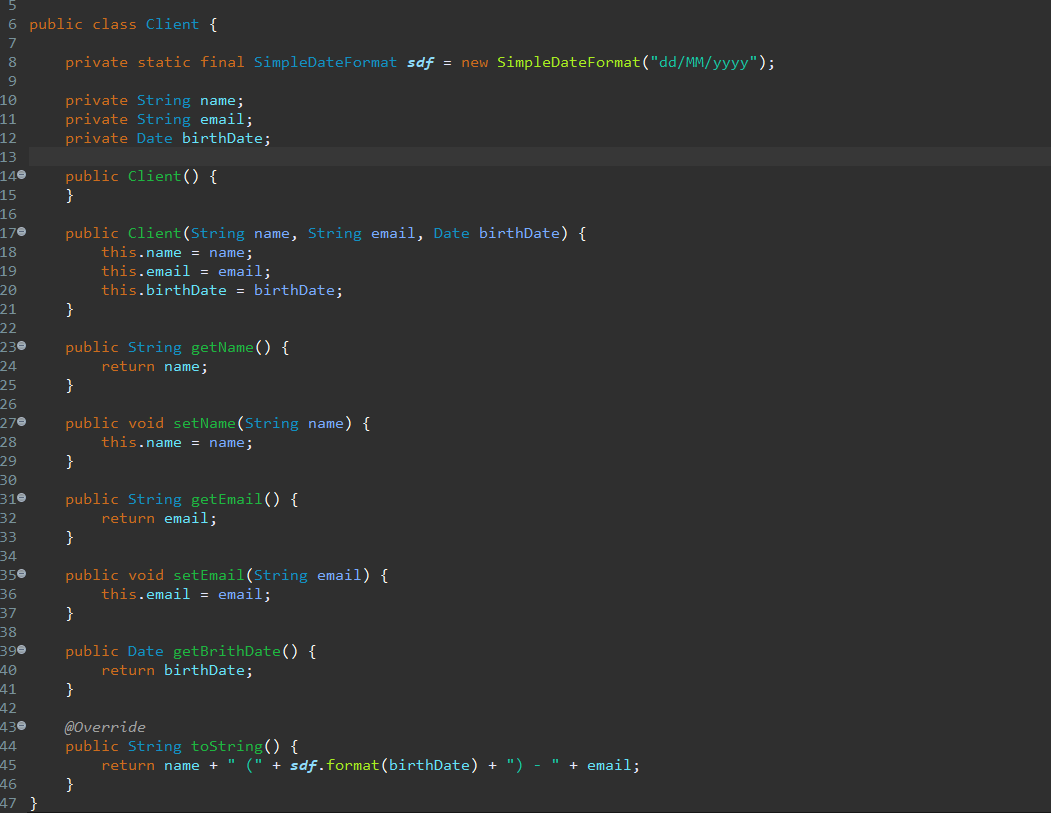 5
6 public class Client {
7
8     private static final SimpleDateFormat sdf = new SimpleDateFormat("dd/MM/yyyy");
9
10     private String name;
11     private String email;
12     private Date birthDate;
13
14     public Client() {
15     }
16
17     public Client(String name, String email, Date birthDate) {
18         this.name = name;
19         this.email = email;
20         this.birthDate = birthDate;
21     }
22
23     public String getName() {
24         return name;
25     }
26
27     public void setName(String name) {
28         this.name = name;
29     }
30
31     public String getEmail() {
32         return email;
33     }
34
35     public void setEmail(String email) {
36         this.email = email;
37     }
38
39     public Date getBrithDate() {
40         return birthDate;
41     }
42
43     @Override
44     public String toString() {
45         return name + " (" + sdf.format(birthDate) + ") - " + email;
46     }
47 }